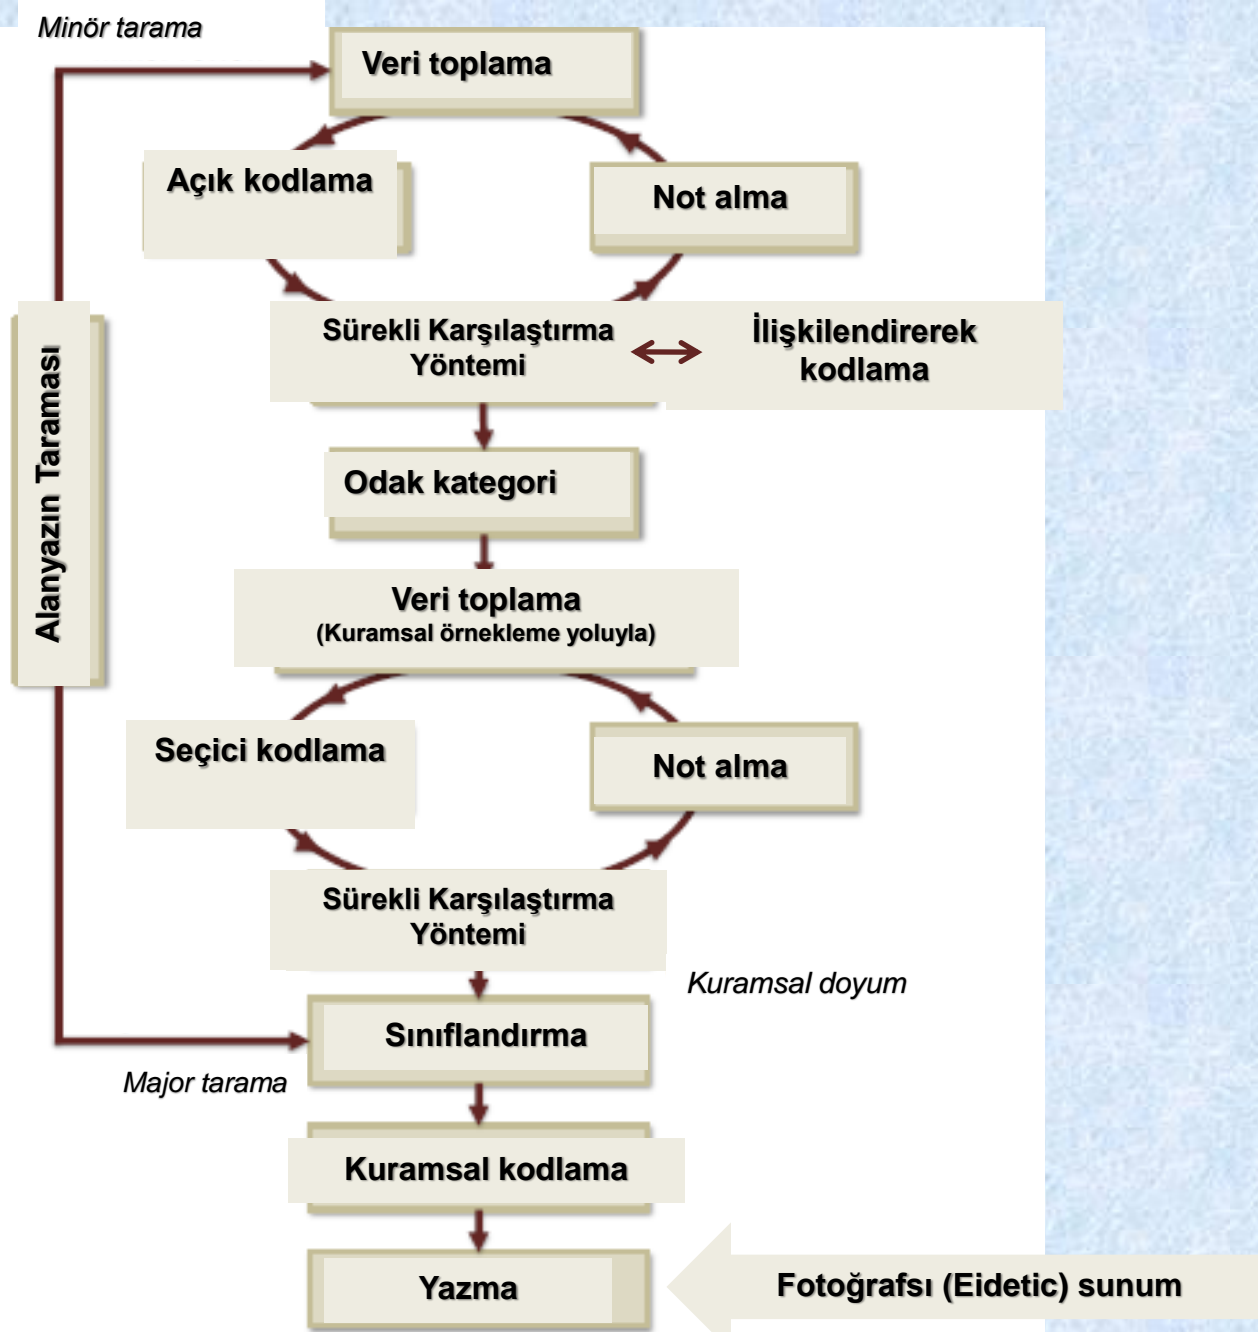 Minör tarama
Veri toplama
Açık kodlama
Not alma
Sürekli Karşılaştırma
Yöntemi
İlişkilendirerek
kodlama
Alanyazın Taraması
Odak kategori
Veri toplama
(Kuramsal örnekleme yoluyla)
Seçici kodlama
Not alma
Sürekli Karşılaştırma
Yöntemi
Kuramsal doyum
Sınıflandırma
Major tarama
Kuramsal kodlama
Yazma
Fotoğrafsı (Eidetic) sunum